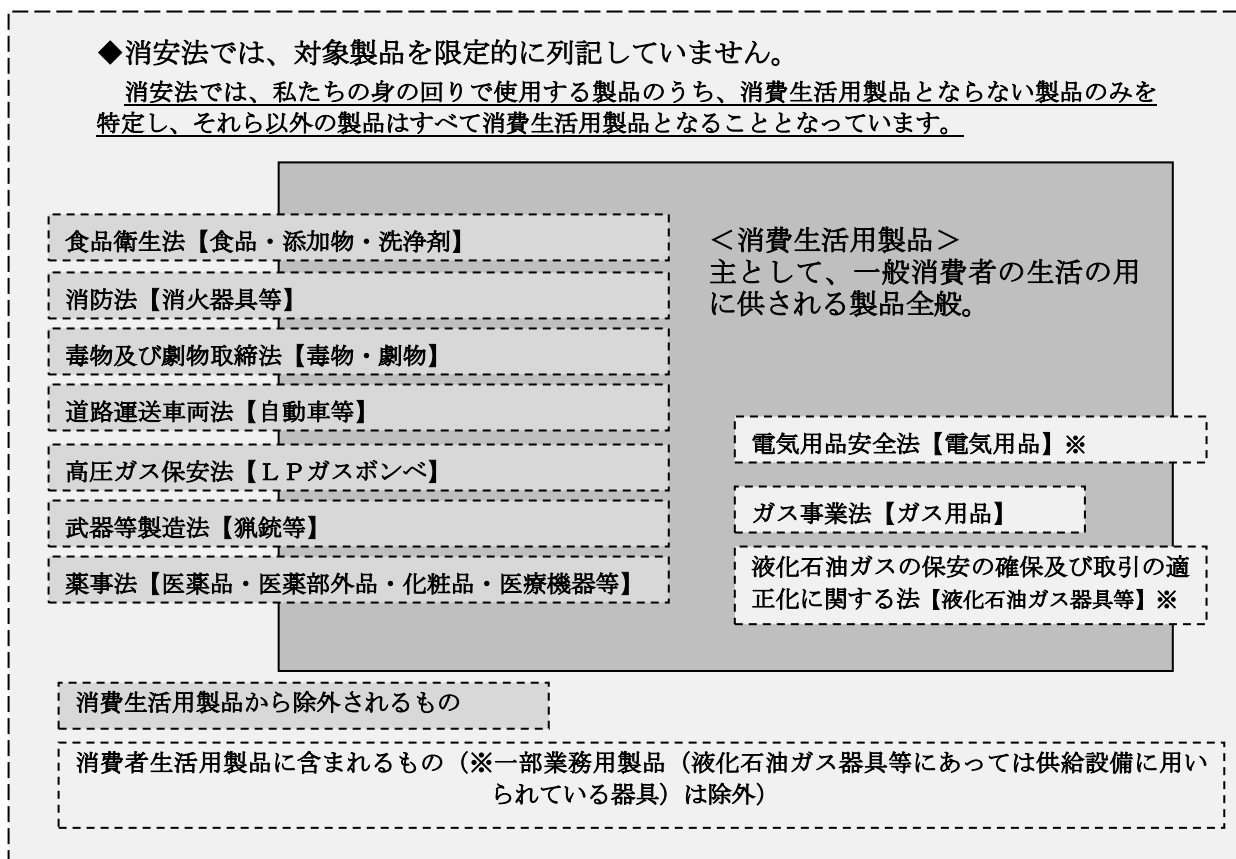 ◆消安法では、対象製品を限定的に列記していません。
消安法では、私たちの身の回りで使用する製品のうち、消費生活用製品とならない製品のみを
特定し、それら以外の製品はすべて消費生活用製品となることとなっています。
食品衛生法【食品・添加物・洗浄剤】
消防法【消火器具等】
毒物及び劇物取締法【毒物・劇物】
道路運送車両法【自動車等】
高圧ガス保安法【ＬＰガスボンベ】
武器等製造法【猟銃等】
薬事法【医薬品・医薬部外品・化粧品・医療機器等】
＜消費生活用製品＞
主として、一般消費者の生活の用
に供される製品全般。
電気用品安全法【電気用品】※
ガス事業法【ガス用品】
液化石油ガスの保安の確保及び取引の適
正化に関する法【液化石油ガス器具等】※
消費生活用製品から除外されるもの
消費者生活用製品に含まれるもの（※一部業務用製品（液化石油ガス器具等にあっては供給設備に用い
られている器具）は除外）